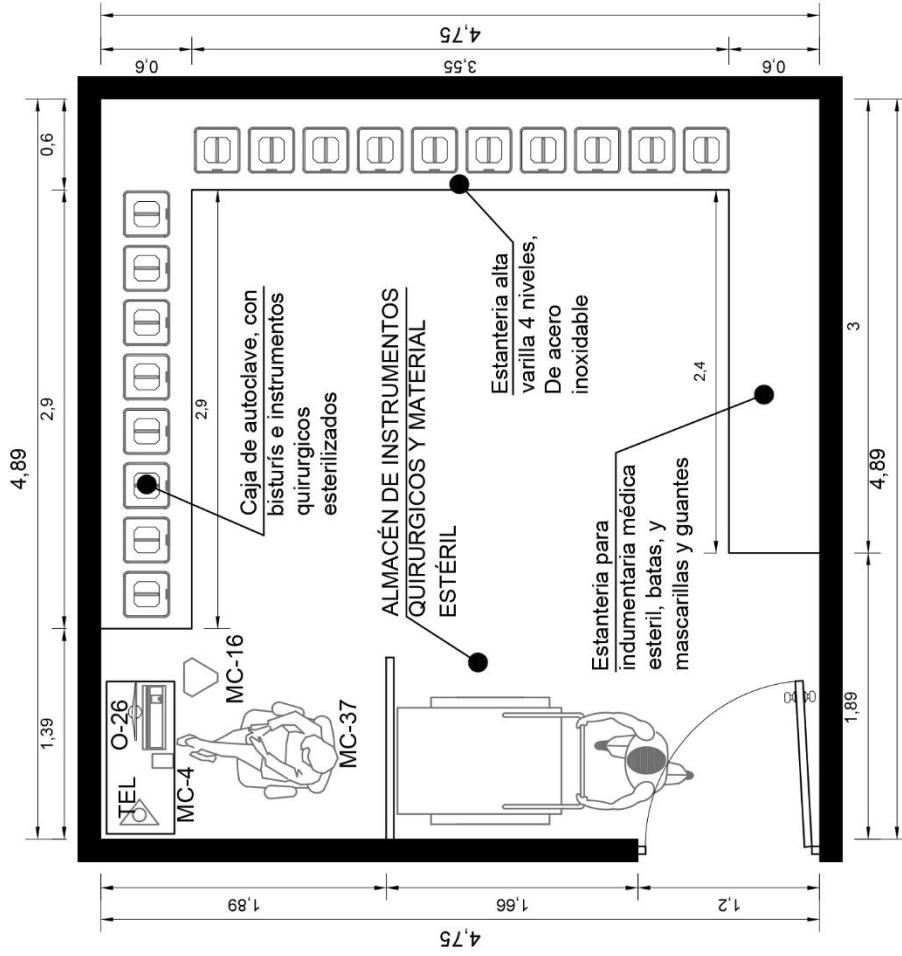 4,89
1,39 2,9 0,6
TEL O-26
MC-4
MC-16
MC-37
2,9
Caja de autoclave, con
bisturís e instrumentos
quirurgicos
esterilizados
ALMACÉN DE INSTRUMENTOS
QUIRURGICOS Y MATERIAL
ESTÉRIL
Estanteria alta
varilla 4 niveles,
De acero
inoxidable
2,4
Estanteria para
indumentaria médica
esteril, batas, y
mascarillas y guantes
1,89 3
4,89
1,89
1,66
1,2
4,75
0,6
3,55
0,6
4,75